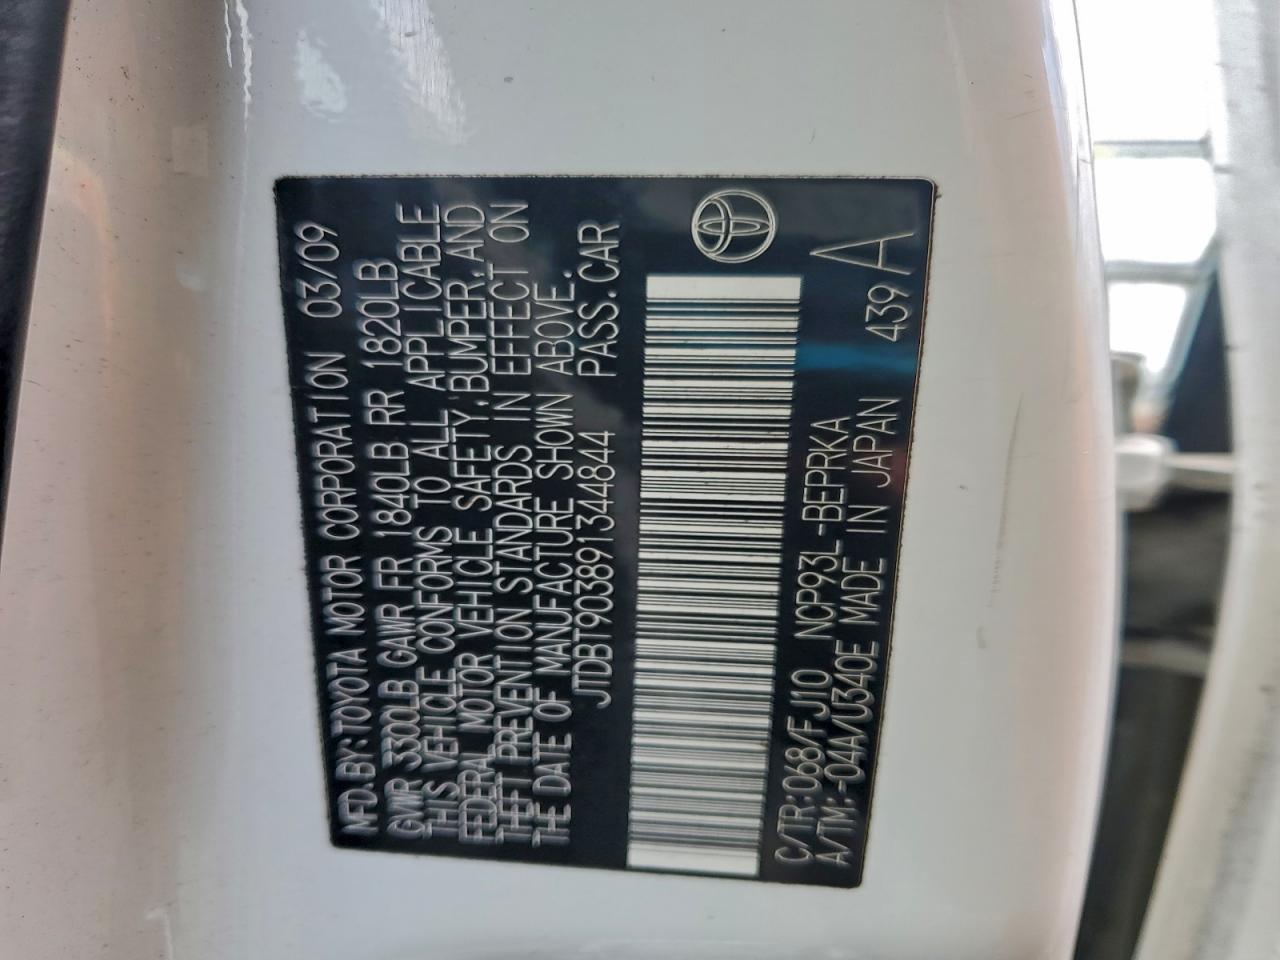 MFD.BY:TOYOTA MOTOR CORPORATION 03/09
GVWR 3300LB GAWR FR 1840LB RR 1820LB
THIS VEHICLE CONFORMS TO ALL APPLICABLE
FEDERAL MOTOR VEHICLE SAFETY,BUMPER,AND
THEFT PREVENTION STANDARDS IN EFFECT ON
THE DATE OF MANUFACTURE SHOWN ABOVE.
JTDBT903891344844 PASS.CAR
C/TR:068/FJ10 NCP93L-BEPRKA
A/TM:-04A/U340E MADE IN JAPAN 439 A